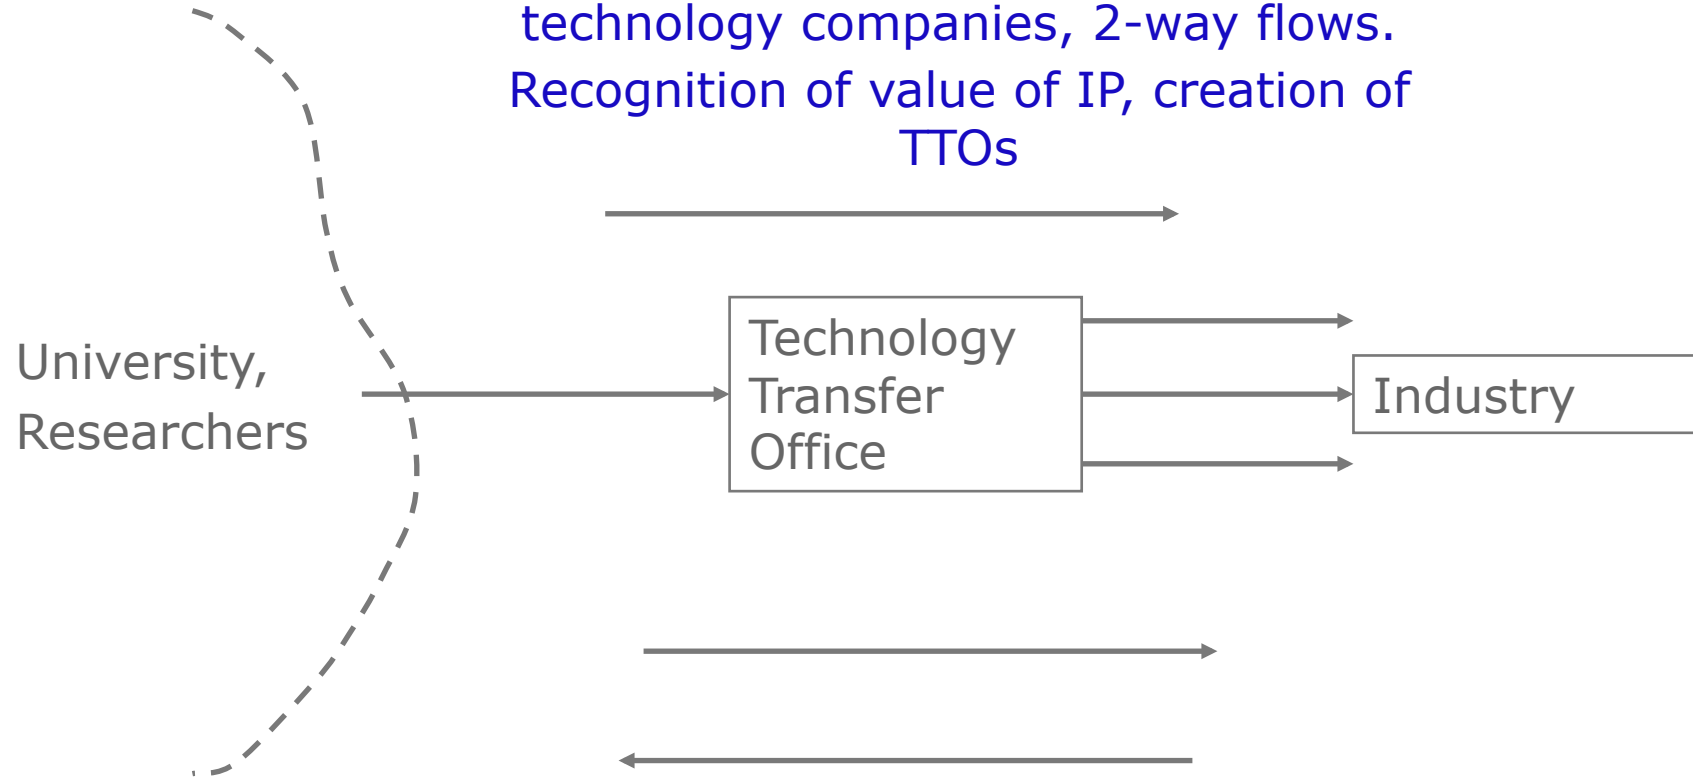 technology companies, 2-way flows.
Recognition of value of IP, creation of
TTOs
University,
Researchers
Technology
Transfer
Office
Industry